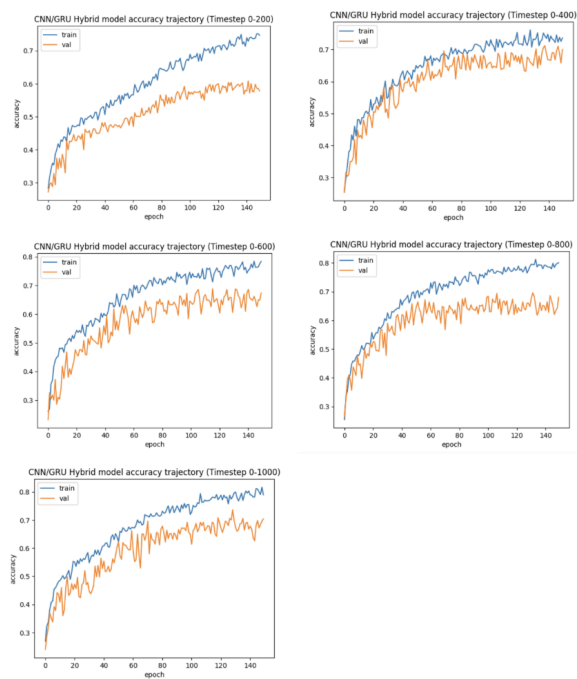 CNN/GRU Hybrid model accuracy trajectory (Timestep 0-200)
train
val
accuracy
0.7
0.6
0.5
0.4
0.3
0 20 40 60 80 100 120 140
epoch
CNN/GRU Hybrid model accuracy trajectory (Timestep 0-400)
train
val
accuracy
0.7
0.6
0.5
0.4
0.3
0 20 40 60 80 100 120 140
epoch
CNN/GRU Hybrid model accuracy trajectory (Timestep 0-600)
train
val
accuracy
0.8
0.7
0.6
0.5
0.4
0.3
0 20 40 60 80 100 120 140
epoch
CNN/GRU Hybrid model accuracy trajectory (Timestep 0-800)
train
val
accuracy
0.8
0.7
0.6
0.5
0.4
0.3
0 20 40 60 80 100 120 140
epoch
CNN/GRU Hybrid model accuracy trajectory (Timestep 0-1000)
train
val
accuracy
0.8
0.7
0.6
0.5
0.4
0.3
0 20 40 60 80 100 120 140
epoch